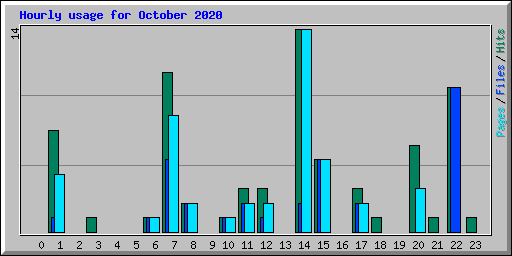 Hourly usage for October 2020
14
Pages/Files/Hits
0 1 2 3 4 5 6 7 8 9 10 11 12 13 14 15 16 17 18 19 20 21 22 23